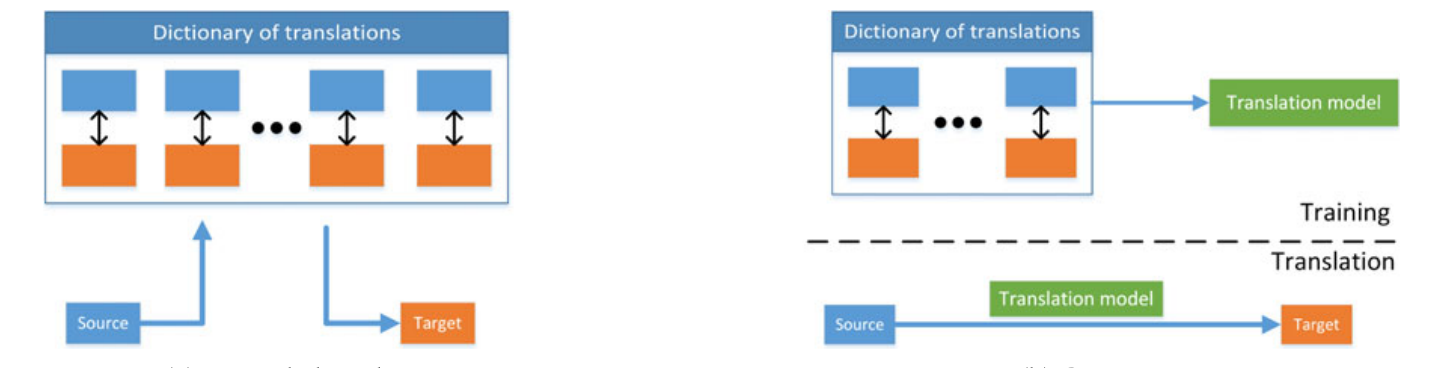 Dictionary of translations
Source
Target
Dictionary of translations
Translation model
Training
Translation
Translation model
Source
Target